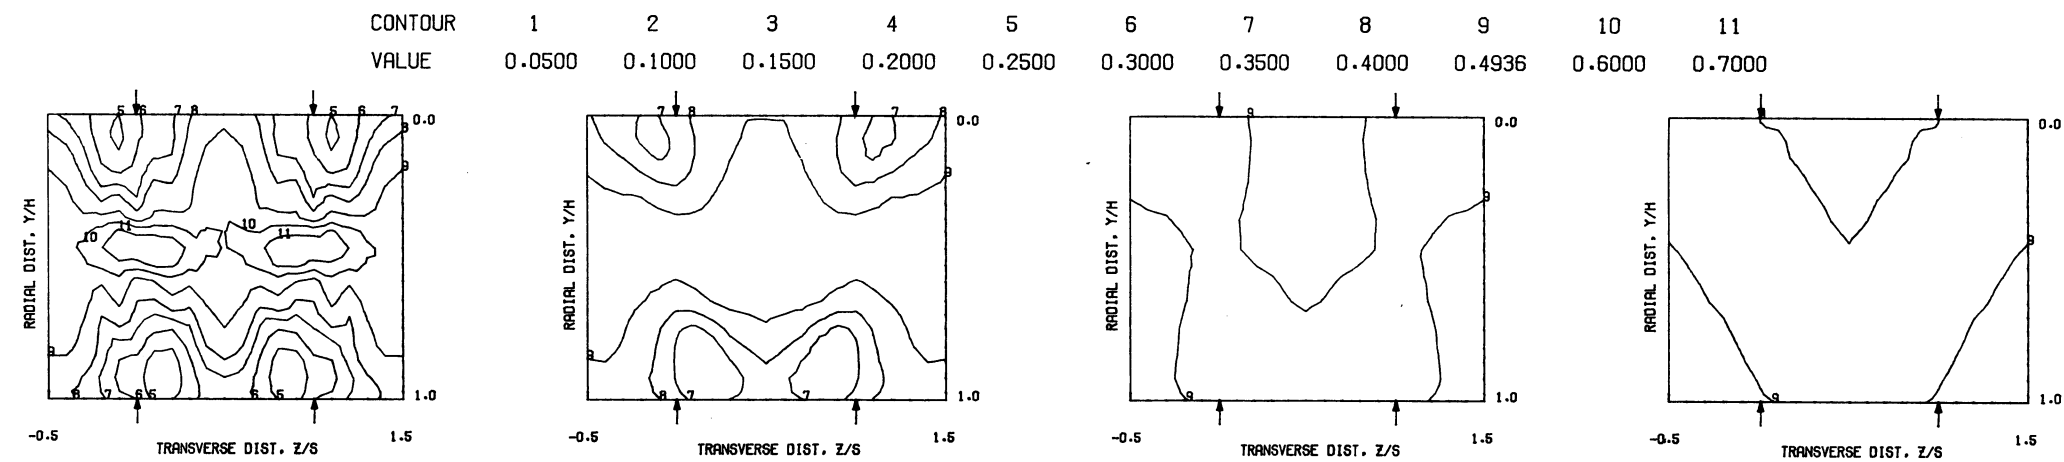 CONTOUR 1 2 3 4 5 6 7 8 9 10 11
VALUE 0.0500 0.1000 0.1500 0.2000 0.2500 0.3000 0.3500 0.4000 0.4936 0.6000 0.7000
5 6 7 8 5 6 7
8
9
0.0
10 11 10 11
RADIAL DIST, Y/H
9
8 7 6 5 6 5
1.0
-0.5 1.5
TRANSVERSE DIST. Z/S
7 8 7 8
9
0.0
RADIAL DIST, Y/H
9
8 7 7
1.0
-0.5 1.5
TRANSVERSE DIST. Z/S
9
0.0
9
RADIAL DIST, Y/H
9
1.0
-0.5 1.5
TRANSVERSE DIST. Z/S
0.0
9
RADIAL DIST, Y/H
9
1.0
-0.5 1.5
TRANSVERSE DIST. Z/S